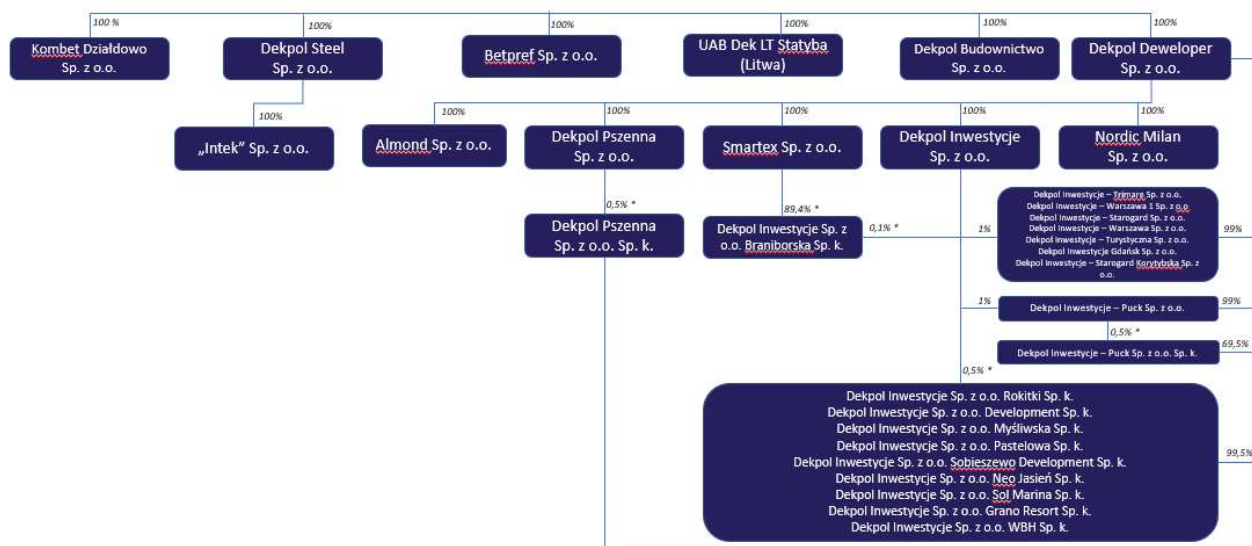 100 %
100%
100%
100%
100%
100%
Kombet Działdowo
Sp. z o.o.
Dekpol Steel
Sp. z o.o.
Betpref Sp. z o.o.
UAB Dek LT Statyba
(Litwa)
Dekpol Budownictwo
Sp. z o.o.
Dekpol Deweloper
Sp. z o.o.
100%
100%
100%
100%
100%
100%
„Intek” Sp. z o.o.
Almond Sp. z o.o.
Dekpol Pszenna
Sp. z o.o.
Smartex Sp. z o.o.
Dekpol Inwestycje
Sp. z o.o.
Nordic Milan
Sp. z o.o.
0,5% *
89,4% *
Dekpol Pszenna
Sp. z o.o. Sp. k.
Dekpol Inwestycje Sp. z
o.o. Braniborska Sp. k.
0,1% *
1%
Dekpol Inwestycje – Trimare Sp. z o.o.
Dekpol Inwestycje – Warszawa 1 Sp. z o.o
Dekpol Inwestycje – Starogard Sp. z o.o.
Dekpol Inwestycje – Warszawa Sp. z o.o.
Dekpol Inwestycje – Turystyczna Sp. z o.o.
Dekpol Inwestycje Gdańsk Sp. z o.o.
Dekpol Inwestycje – Starogard Korytybska Sp. z
o.o.
99%
1%
Dekpol Inwestycje – Puck Sp. z o.o.
99%
0,5% *
Dekpol Inwestycje – Puck Sp. z o.o. Sp. k.
69,5%
0,5% *
Dekpol Inwestycje Sp. z o.o. Rokitki Sp. k.
Dekpol Inwestycje Sp. z o.o. Development Sp. k.
Dekpol Inwestycje Sp. z o.o. Myśliwska Sp. k.
Dekpol Inwestycje Sp. z o.o. Pastelowa Sp. k.
Dekpol Inwestycje Sp. z o.o. Sobieszewo Development Sp. k.
Dekpol Inwestycje Sp. z o.o. Neo Jasień Sp. k.
Dekpol Inwestycje Sp. z o.o. Sol Marina Sp. k.
Dekpol Inwestycje Sp. z o.o. Grano Resort Sp. k.
Dekpol Inwestycje Sp. z o.o. WBH Sp. k.
99,5%